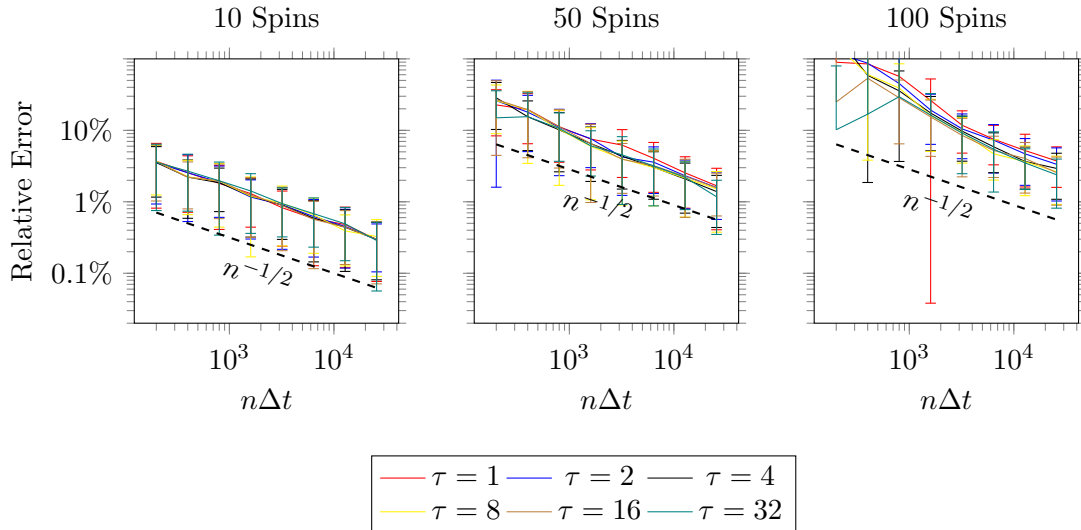 10 Spins
50 Spins
100 Spins
Relative Error
10%
1%
0.1%
n^{-1/2}
n^{-1/2}
n^{-1/2}
10^3 10^4
10^3 10^4
10^3 10^4
nΔt
nΔt
nΔt
τ = 1 τ = 2 τ = 4
τ = 8 τ = 16 τ = 32